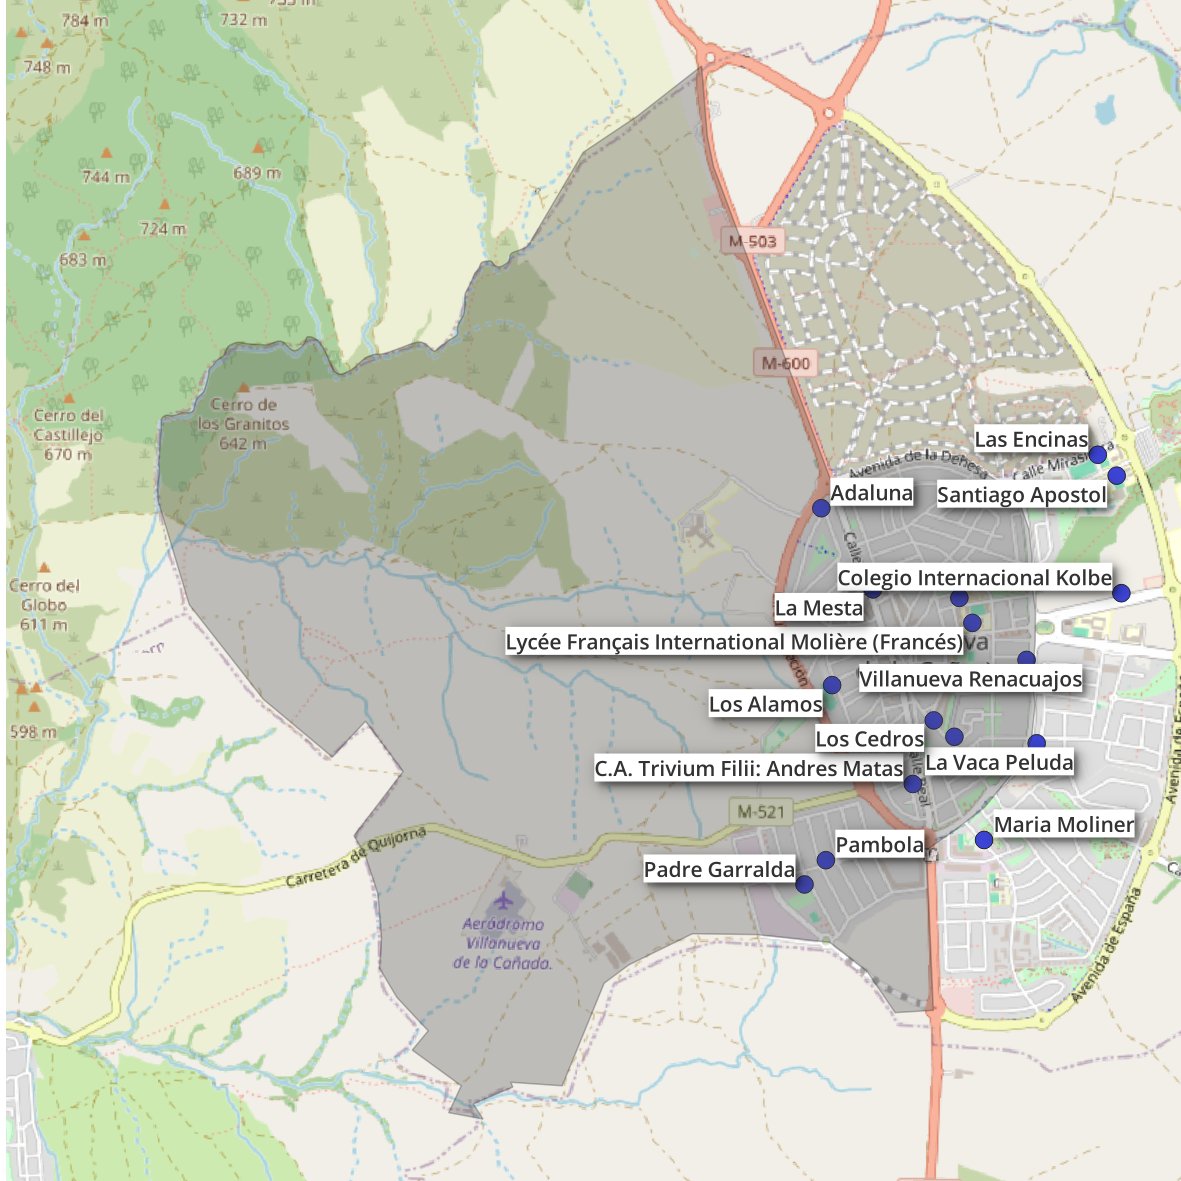 784 m
732 m
748 m
744 m
689 m
724 m
683 m
M-503
M-600
Cerro del
Castillejo
670 m
Cerro de
los Granitos
642 m
Las Encinas
Avenida de la Dehesa
Calle
Santiago Apostol
Adaluna
Calle
Colegio Internacional Kolbe
La Mesta
Cerro del
Globo
611 m
Lycée Français International Molière (Francés)
Villanueva Renacuajos
Los Alamos
598 m
Los Cedros
La Vaca Peluda
C.A. Trivium Filii: Andres Matas
M-521
Maria Moliner
Pambola
Padre Garralda
Carretera de Quijorna
Aeródromo
Villanueva
de la Cañada.
Avenida de España